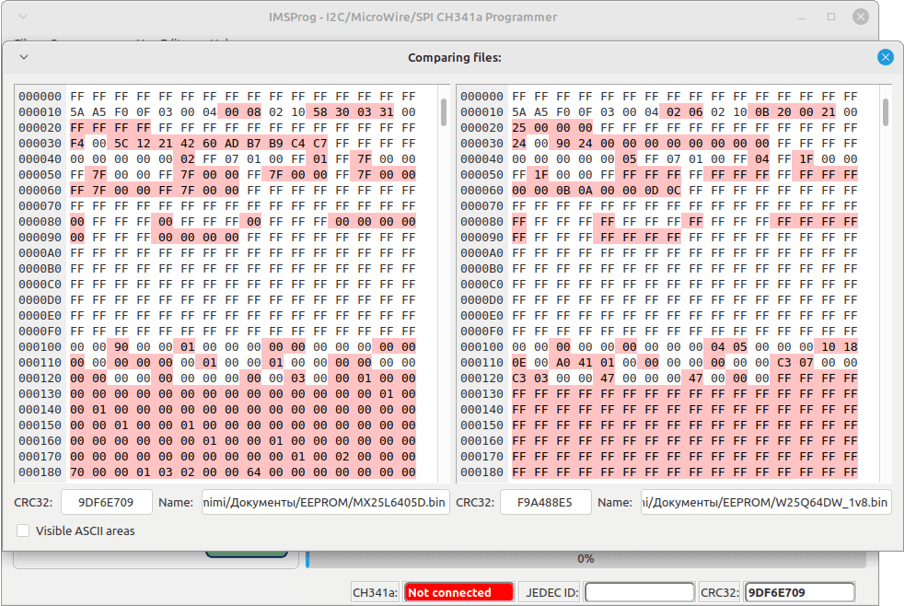 IMSProg - I2C/MicroWire/SPI CH341a Programmer
Comparing files:
000000 FF FF FF FF FF FF FF FF FF FF FF FF FF FF FF FF
000010 5A A5 F0 0F 03 00 04 00 08 02 10 58 30 03 31 00
000020 FF FF FF FF FF FF FF FF FF FF FF FF FF FF FF FF
000030 F4 00 5C 12 21 42 60 AD B7 B9 C4 C7 FF FF FF FF
000040 00 00 00 00 00 02 FF 07 01 00 FF 01 FF 7F 00 00
000050 FF 7F 00 00 FF 7F 00 00 FF 7F 00 00 FF 7F 00 00
000060 FF 7F 00 00 FF 7F 00 00 FF FF FF FF FF FF FF FF
000070 FF FF FF FF FF FF FF FF FF FF FF FF FF FF FF FF
000080 00 FF FF FF 00 FF FF FF 00 FF FF FF 00 00 00 00
000090 00 FF FF FF 00 00 00 00 FF FF FF FF FF FF FF FF
0000A0 FF FF FF FF FF FF FF FF FF FF FF FF FF FF FF FF
0000B0 FF FF FF FF FF FF FF FF FF FF FF FF FF FF FF FF
0000C0 FF FF FF FF FF FF FF FF FF FF FF FF FF FF FF FF
0000D0 FF FF FF FF FF FF FF FF FF FF FF FF FF FF FF FF
0000E0 FF FF FF FF FF FF FF FF FF FF FF FF FF FF FF FF
0000F0 FF FF FF FF FF FF FF FF FF FF FF FF FF FF FF FF
000100 00 00 90 00 00 01 00 00 00 00 00 00 00 00 00 00
000110 00 00 00 00 00 00 01 00 00 01 00 00 00 00 00 00
000120 00 00 00 00 00 00 00 00 00 00 03 00 00 01 00 00
000130 00 00 00 00 00 00 00 00 00 00 00 00 00 00 01 00
000140 00 01 00 00 00 00 00 00 00 00 00 00 00 00 00 00
000150 00 00 01 00 00 01 00 00 00 00 00 00 00 00 00 00
000160 00 00 00 00 00 00 01 00 00 01 00 00 00 00 00 00
000170 00 00 00 00 00 00 00 00 00 00 01 00 02 00 00 00
000180 70 00 00 01 03 02 00 00 64 00 00 00 00 00 00 00
000000 FF FF FF FF FF FF FF FF FF FF FF FF FF FF FF FF
000010 5A A5 F0 0F 03 00 04 02 06 02 10 0B 20 00 21 00
000020 25 00 00 00 FF FF FF FF FF FF FF FF FF FF FF FF
000030 24 00 90 24 00 00 00 00 00 00 00 00 FF FF FF FF
000040 00 00 00 00 00 05 FF 07 01 00 FF 04 FF 1F 00 00
000050 FF 1F 00 00 FF FF FF FF FF FF FF FF FF FF FF FF
000060 00 00 0B 0A 00 00 0D 0C FF FF FF FF FF FF FF FF
000070 FF FF FF FF FF FF FF FF FF FF FF FF FF FF FF FF
000080 FF FF FF FF FF FF FF FF FF FF FF FF FF FF FF FF
000090 FF FF FF FF FF FF FF FF FF FF FF FF FF FF FF FF
0000A0 FF FF FF FF FF FF FF FF FF FF FF FF FF FF FF FF
0000B0 FF FF FF FF FF FF FF FF FF FF FF FF FF FF FF FF
0000C0 FF FF FF FF FF FF FF FF FF FF FF FF FF FF FF FF
0000D0 FF FF FF FF FF FF FF FF FF FF FF FF FF FF FF FF
0000E0 FF FF FF FF FF FF FF FF FF FF FF FF FF FF FF FF
0000F0 FF FF FF FF FF FF FF FF FF FF FF FF FF FF FF FF
000100 00 00 00 00 00 00 00 00 00 04 05 00 00 00 10 18
000110 0E 00 A0 41 01 00 00 00 00 00 00 00 C3 07 00 00
000120 C3 03 00 00 47 00 00 00 47 00 00 00 FF FF FF FF
000130 FF FF FF FF FF FF FF FF FF FF FF FF FF FF FF FF
000140 FF FF FF FF FF FF FF FF FF FF FF FF FF FF FF FF
000150 FF FF FF FF FF FF FF FF FF FF FF FF FF FF FF FF
000160 FF FF FF FF FF FF FF FF FF FF FF FF FF FF FF FF
000170 FF FF FF FF FF FF FF FF FF FF FF FF FF FF FF FF
000180 FF FF FF FF FF FF FF FF FF FF FF FF FF FF FF FF
CRC32: 9DF6E709 Name: nimi/Документы/EEPROM/MX25L6405D.bin CRC32: F9A488E5 Name: ni/Документы/EEPROM/W25Q64DW_1v8.bin
Visible ASCII areas
0%
CH341a: Not connected JEDEC ID: CRC32: 9DF6E709